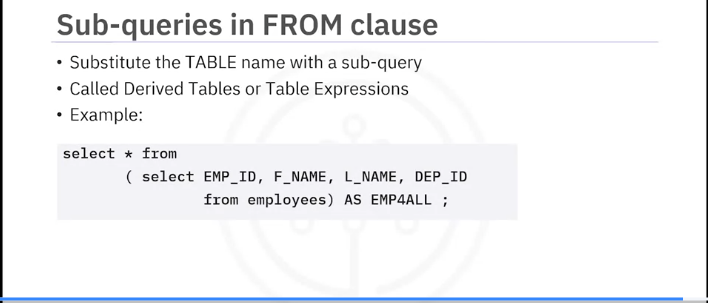 Sub-queries in FROM clause
• Substitute the TABLE name with a sub-query
• Called Derived Tables or Table Expressions
• Example:
select * from
( select EMP_ID, F_NAME, L_NAME, DEP_ID
from employees) AS EMP4ALL ;